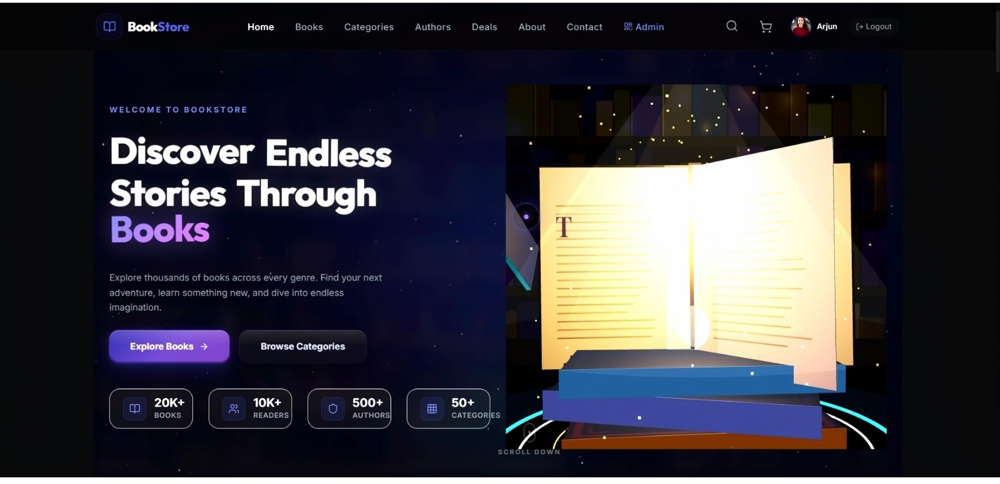 BookStore
Home Books Categories Authors Deals About Contact Admin
Arjun
Logout
WELCOME TO BOOKSTORE
Discover Endless
Stories Through
Books
Explore thousands of books across every genre. Find your next
adventure, learn something new, and dive into endless
imagination.
Explore Books →
Browse Categories
20K+
BOOKS
10K+
READERS
500+
AUTHORS
50+
CATEGORIES
T
SCROLL DOWN